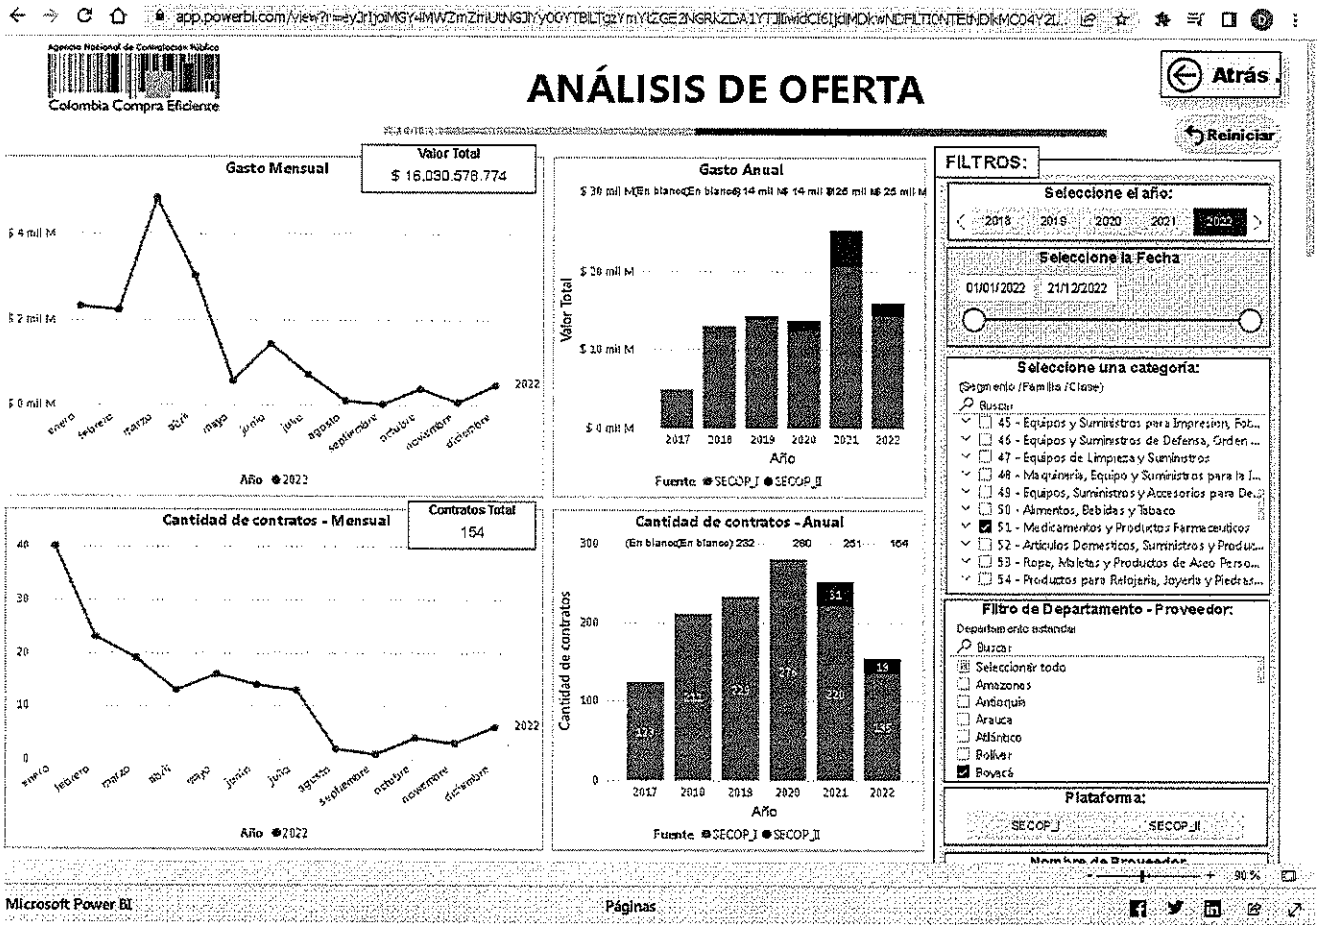 Agencia Nacional de Contratación Pública
Colombia Compra Eficiente
ANÁLISIS DE OFERTA
Atrás
Reiniciar
Gasto Mensual
Valor Total
$ 16.030.578.774
$ 4 mil M
$ 2 mil M
$ 0 mil M
2022
enero
febrero
marzo
abril
mayo
junio
julio
agosto
septiembre
octubre
noviembre
diciembre
Año 2022
Gasto Anual
$ 30 mil M
$ 20 mil M
$ 10 mil M
$ 0 mil M
Valor Total
2017 2018 2019 2020 2021 2022
Año
Fuente SECOP_I SECOP_II
Cantidad de contratos - Mensual
Contratos Total
154
40
30
20
10
0
2022
enero
febrero
marzo
abril
mayo
junio
julio
agosto
septiembre
octubre
noviembre
diciembre
Año 2022
Cantidad de contratos - Anual
(En blanco) (En blanco) 232 280 251 154
300
200
100
0
Cantidad de contratos
31
19
123 211 229 220 135
2017 2018 2019 2020 2021 2022
Año
Fuente SECOP_I SECOP_II
FILTROS:
Seleccione el año:
2018 2019 2020 2021 2022
Seleccione la Fecha
01/01/2022 21/12/2022
Seleccione una categoría:
(Segmento /Familia /Clase)
Buscar
45 - Equipos y Suministros para Impresion, Fot...
46 - Equipos y Suministros de Defensa, Orden ...
47 - Equipos de Limpieza y Suministros
48 - Maquinaria, Equipo y Suministros para la I...
49 - Equipos, Suministros y Accesorios para De...
50 - Alimentos, Bebidas y Tabaco
51 - Medicamentos y Productos Farmaceuticos
52 - Articulos Domesticos, Suministros y Produc...
53 - Ropa, Maletas y Productos de Aseo Perso...
54 - Productos para Relojeria, Joyeria y Piedras...
Filtro de Departamento - Proveedor:
Departamento estandar
Buscar
Seleccionar todo
Amazonas
Antioquia
Arauca
Atlántico
Bolívar
Boyacá
Plataforma:
SECOP_I SECOP_II
Nombre de Proveedor
90 %
Microsoft Power BI
Páginas